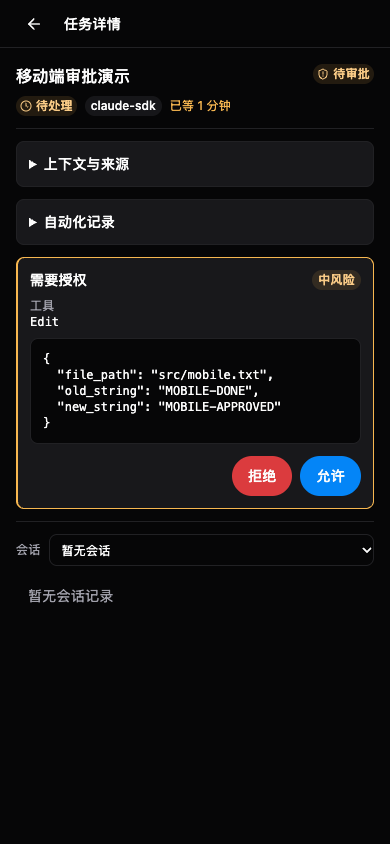 任务详情
移动端审批演示
待审批
待处理
claude-sdk
已等 1 分钟
上下文与来源
自动化记录
需要授权
中风险
工具
Edit
{
  "file_path": "src/mobile.txt",
  "old_string": "MOBILE-DONE",
  "new_string": "MOBILE-APPROVED"
}
拒绝
允许
会话
暂无会话
暂无会话记录